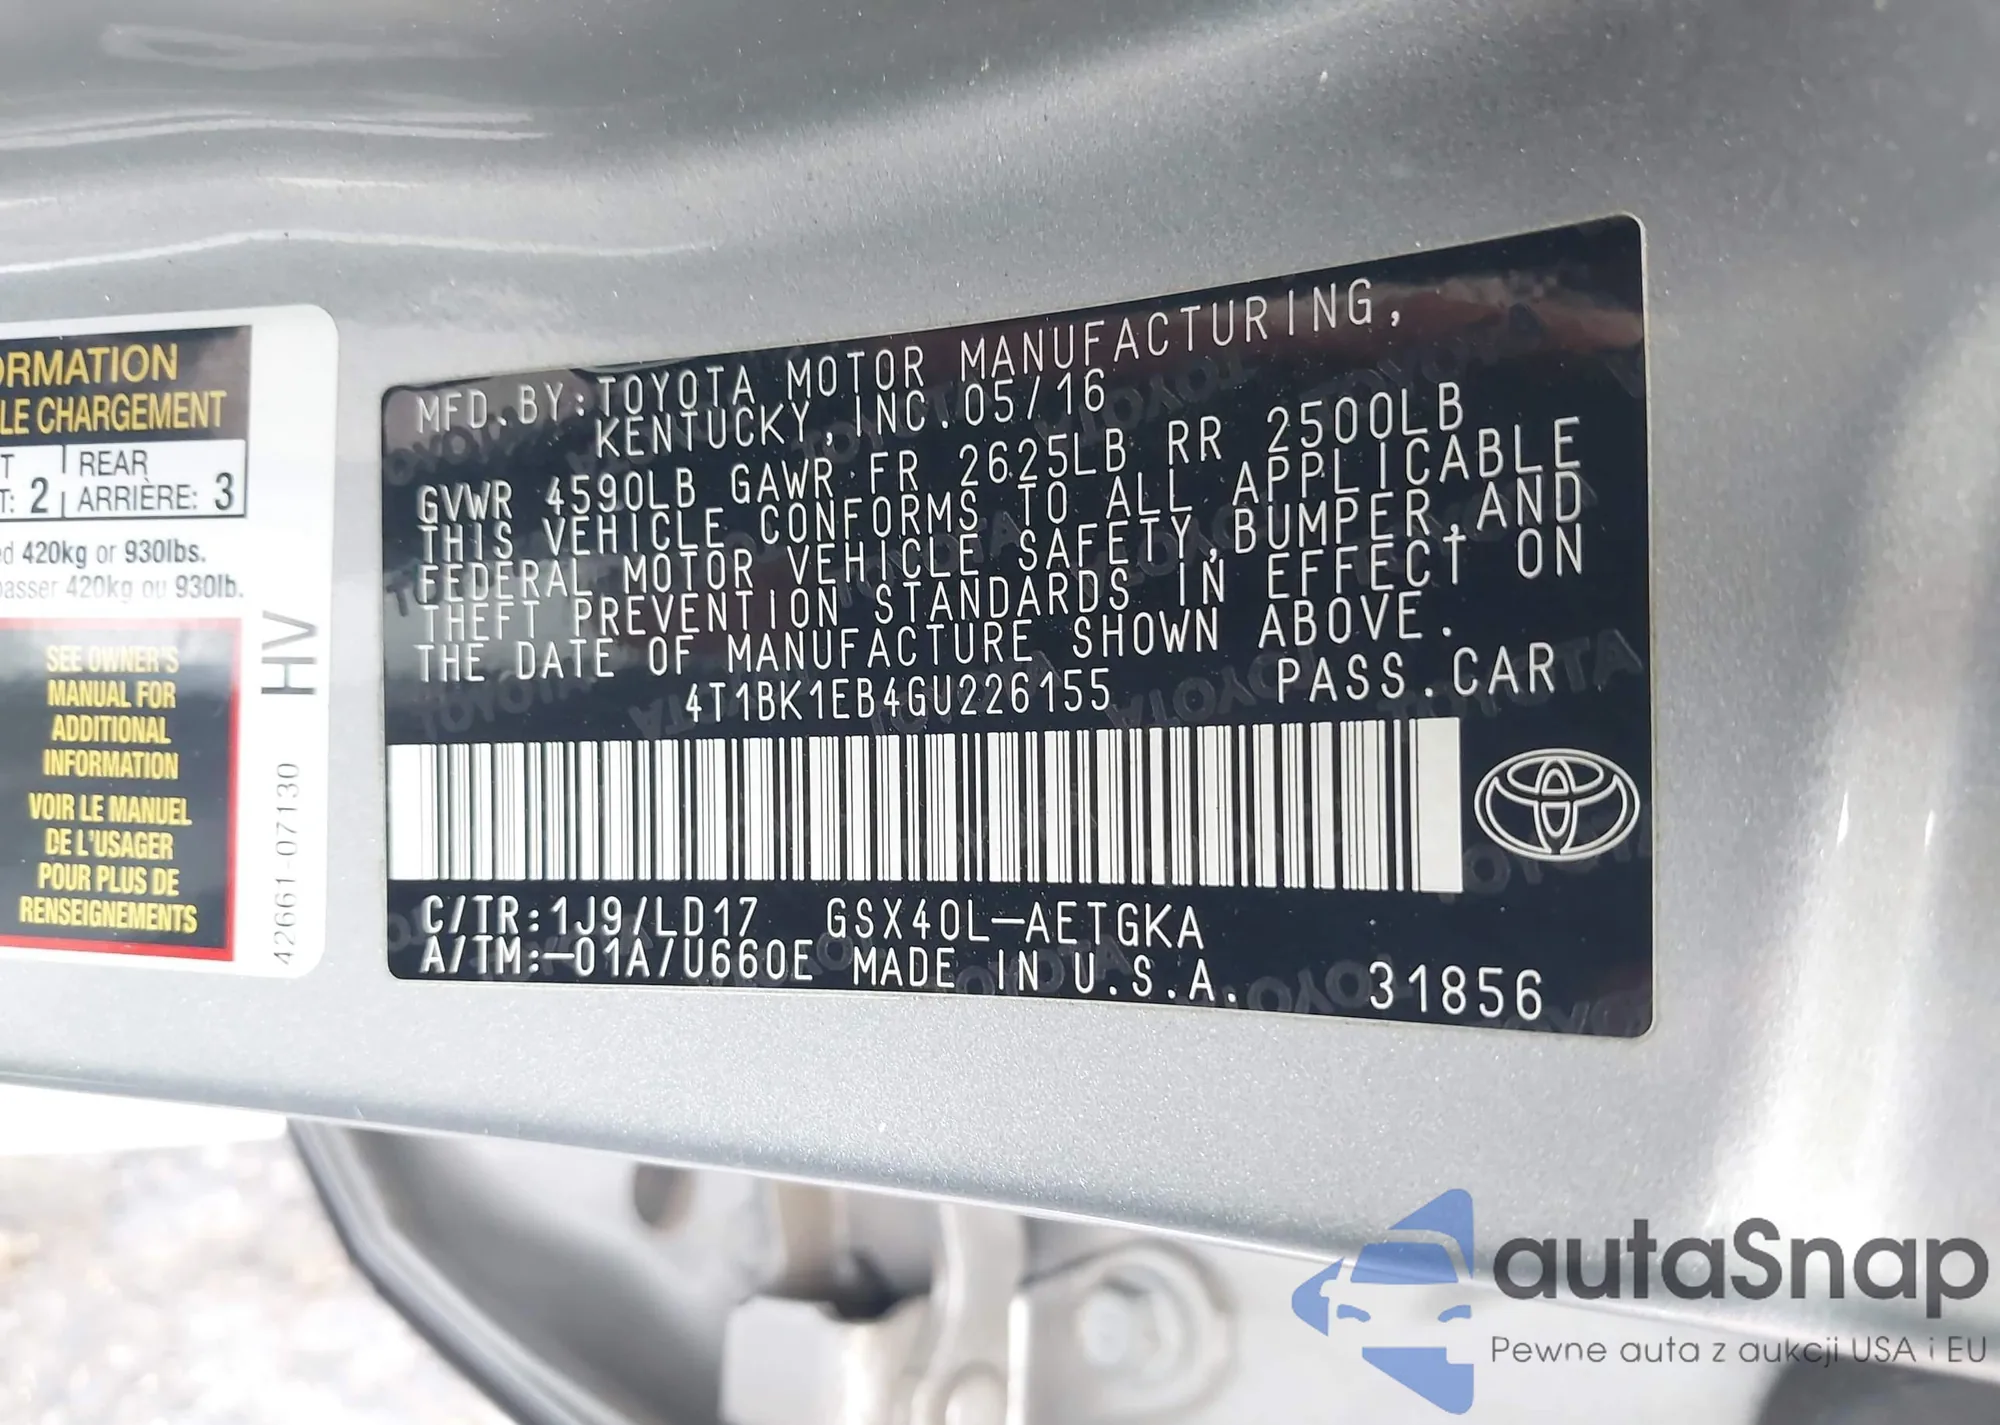 ORMATION
LE CHARGEMENT
T | REAR
T: 2 | ARRIÈRE: 3
ed 420kg or 930lbs.
passer 420kg ou 930lb.
SEE OWNER'S
MANUAL FOR
ADDITIONAL
INFORMATION
VOIR LE MANUEL
DE L'USAGER
POUR PLUS DE
RENSEIGNEMENTS
HV
42661-07130
MFD.BY:TOYOTA MOTOR MANUFACTURING,
KENTUCKY,INC.05/16
GVWR 4590LB GAWR FR 2625LB RR 2500LB
THIS VEHICLE CONFORMS TO ALL APPLICABLE
FEDERAL MOTOR VEHICLE SAFETY,BUMPER,AND
THEFT PREVENTION STANDARDS IN EFFECT ON
THE DATE OF MANUFACTURE SHOWN ABOVE.
4T1BK1EB4GU226155 PASS.CAR
C/TR:1J9/LD17 GSX40L-AETGKA
A/TM:-01A/U660E MADE IN U.S.A. 31856
autaSnap
Pewne auta z aukcji USA i EU